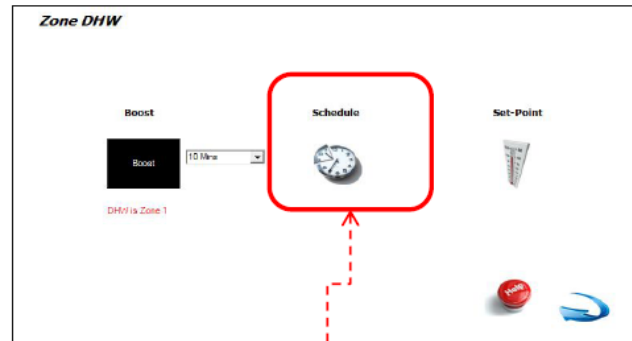 Zone DHW
Boost
Schedule
Set-Point
Boost
10 Mins
DHW is Zone 1
Help